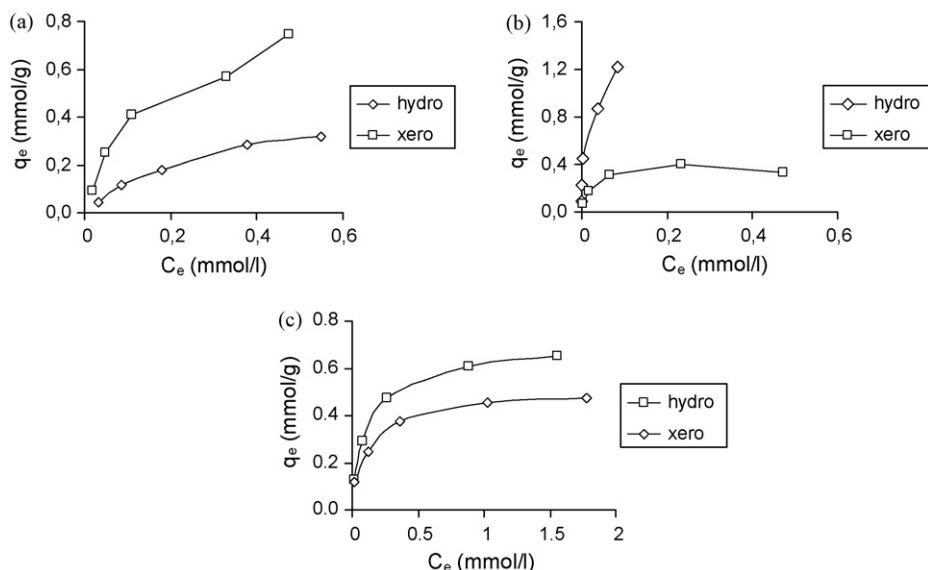 (a)
0,8
0,6
0,4
0,2
0,0
qₑ (mmol/g)
0
0,2
0,4
0,6
Cₑ (mmol/l)
hydro
xero
(b)
1,6
1,2
0,8
0,4
0,0
qₑ (mmol/g)
0
0,2
0,4
0,6
Cₑ (mmol/l)
hydro
xero
(c)
0.8
0.6
0.4
0.2
0.0
qₑ (mmol/g)
0
0.5
1
1.5
2
Cₑ (mmol/l)
hydro
xero